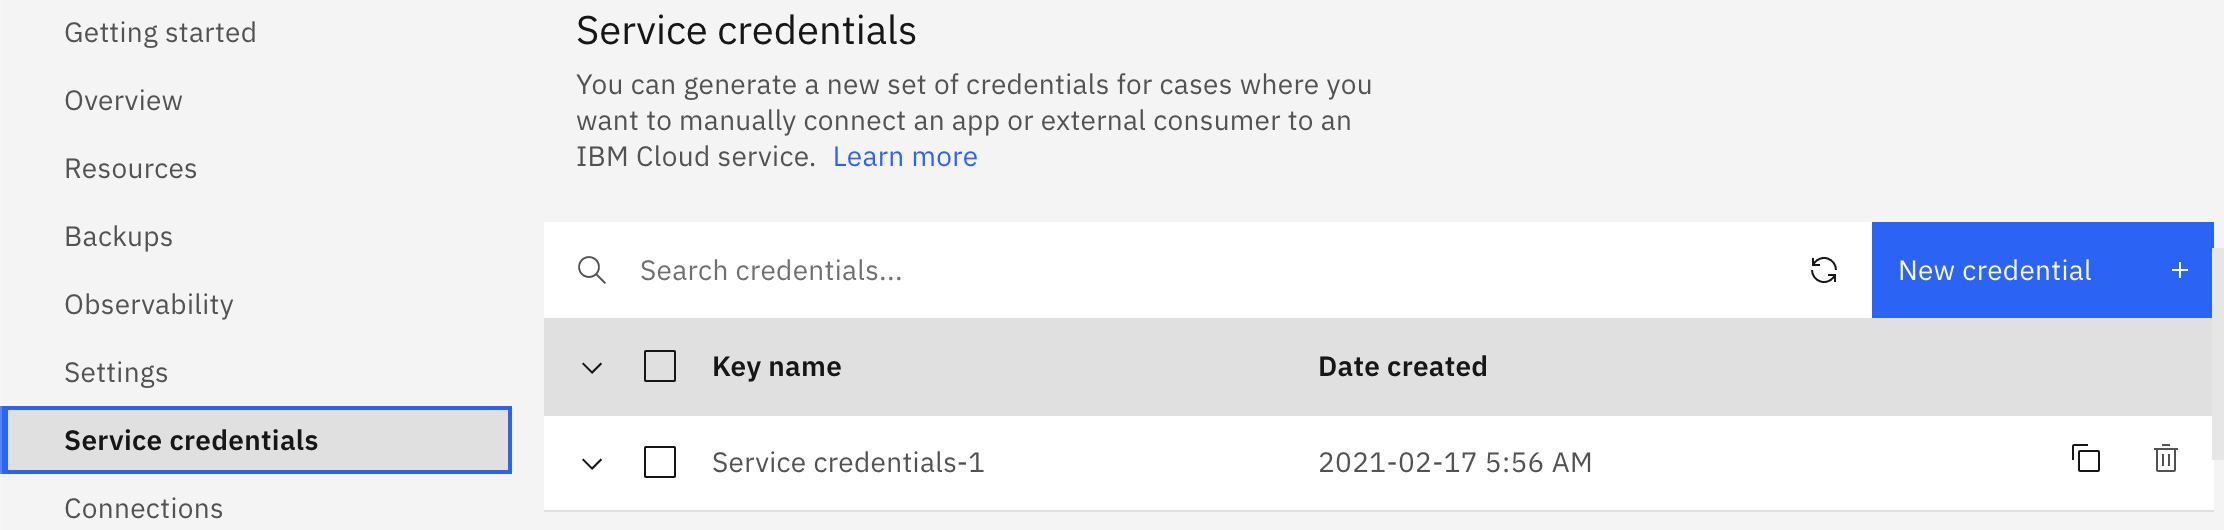 Getting started
Overview
Resources
Backups
Observability
Settings
Service credentials
Connections
Service credentials
You can generate a new set of credentials for cases where you
want to manually connect an app or external consumer to an
IBM Cloud service. Learn more
Search credentials...
New credential +
Key name Date created
Service credentials-1 2021-02-17 5:56 AM